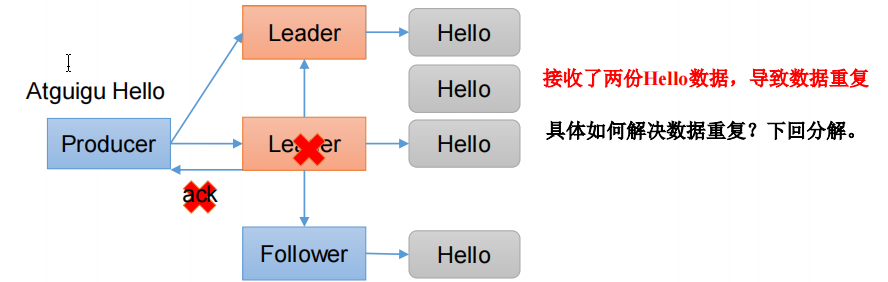 Leader
Hello
Hello
接收了两份Hello数据，导致数据重复
Atguigu Hello
Producer
Leader
Hello
具体如何解决数据重复？下回分解。
ack
Follower
Hello